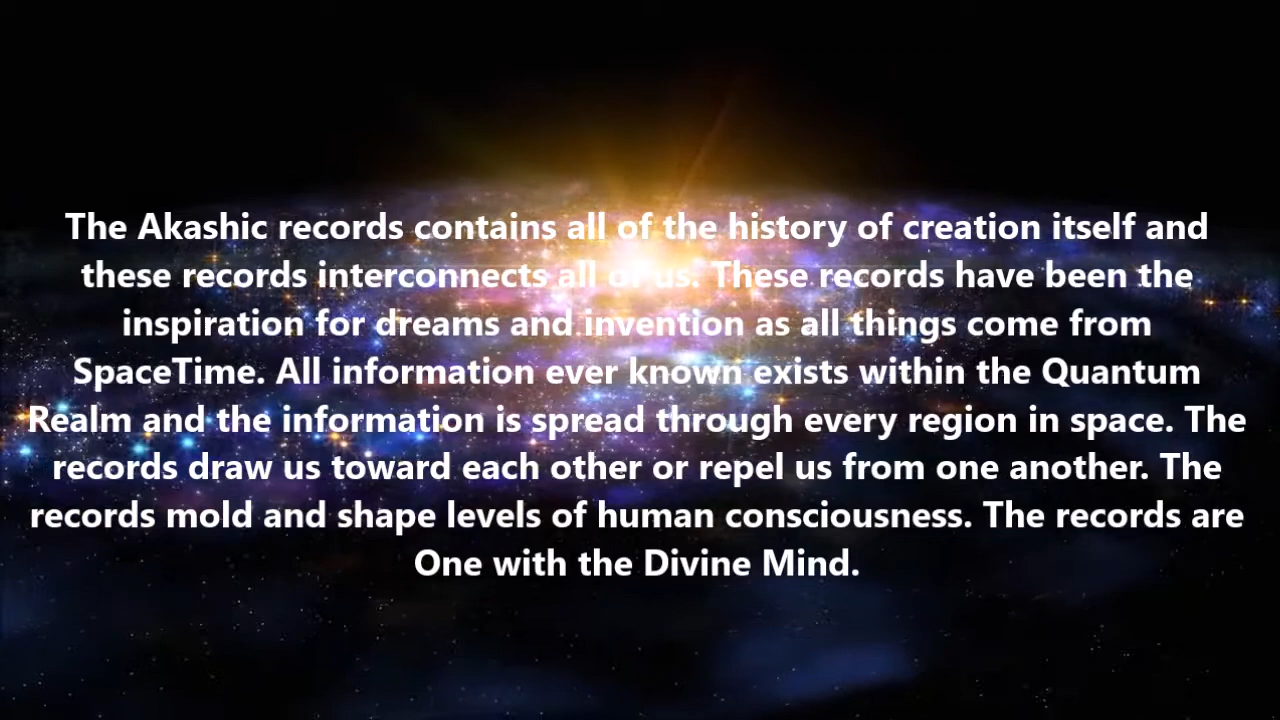 The Akashic records contains all of the history of creation itself and
these records interconnects all of us. These records have been the
inspiration for dreams and invention as all things come from
SpaceTime. All information ever known exists within the Quantum
Realm and the information is spread through every region in space. The
records draw us toward each other or repel us from one another. The
records mold and shape levels of human consciousness. The records are
One with the Divine Mind.